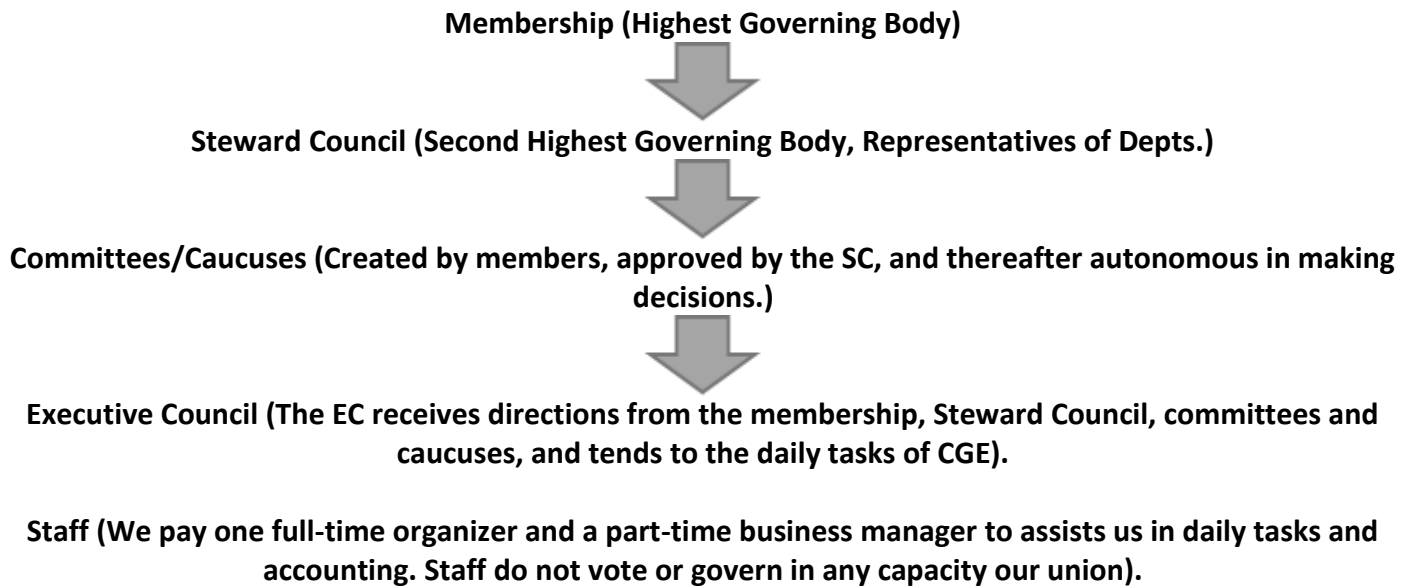 Membership (Highest Governing Body)
Steward Council (Second Highest Governing Body, Representatives of Depts.)
Committees/Caucuses (Created by members, approved by the SC, and thereafter autonomous in making
decisions.)
Executive Council (The EC receives directions from the membership, Steward Council, committees and
caucuses, and tends to the daily tasks of CGE).
Staff (We pay one full-time organizer and a part-time business manager to assists us in daily tasks and
accounting. Staff do not vote or govern in any capacity our union).